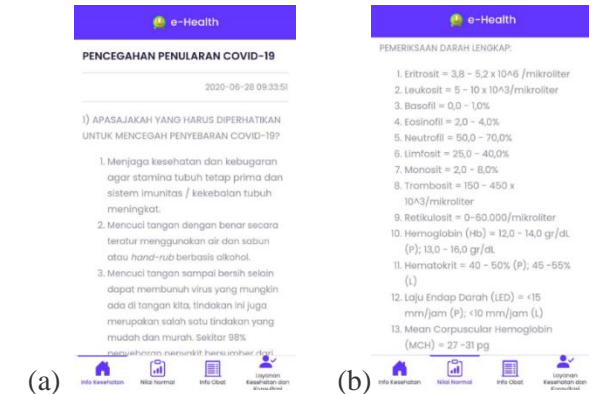 e-Health
PENCEGAHAN PENULARAN COVID-19
2020-06-28 09:33:51
1) APASAJAKAH YANG HARUS DIPERHATIKAN
UNTUK MENCEGAH PENYEBARAN COVID-19?
1. Menjaga kesehatan dan kebugaran
agar stamina tubuh tetap prima dan
sistem imunitas / kekebalan tubuh
meningkat.
2. Mencuci tangan dengan benar secara
teratur menggunakan air dan sabun
atau hand-rub berbasis alkohol.
3. Mencuci tangan sampai bersih selain
dapat membunuh virus yang mungkin
ada di tangan kita, tindakan ini juga
merupakan salah satu tindakan yang
mudah dan murah. Sekitar 98%
penyebaran penyakit bersumber dari
Info Kesehatan
Nilai Normal
Info Obat
Layanan
Kesehatan dan
Konsultasi
(a)
e-Health
PEMERIKSAAN DARAH LENGKAP:
1. Eritrosit = 3,8 - 5,2 x 10^6 /mikroliter
2. Leukosit = 5 - 10 x 10^3/mikroliter
3. Basofil = 0,0 - 1,0%
4. Eosinofil = 2,0 - 4,0%
5. Neutrofil = 50,0 - 70,0%
6. Limfosit = 25,0 - 40,0%
7. Monosit = 2,0 - 8,0%
8. Trombosit = 150 - 450 x
10^3/mikroliter
9. Retikulosit = 0-60.000/mikroliter
10. Hemoglobin (Hb) = 12,0 - 14,0 gr/dL
(P); 13,0 - 16,0 gr/dL
11. Hematokrit = 40 - 50% (P); 45 -55%
(L)
12. Laju Endap Darah (LED) = <15
mm/jam (P); <10 mm/jam (L)
13. Mean Corpuscular Hemoglobin
(MCH) = 27 -31 pg
Info Kesehatan
Nilai Normal
Info Obat
Layanan
Kesehatan dan
Konsultasi
(b)